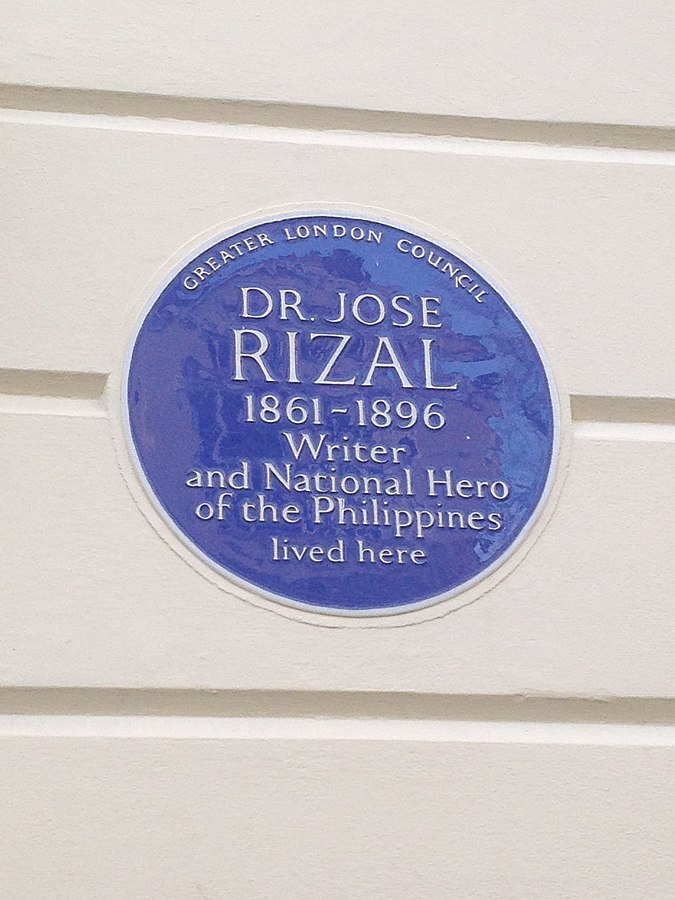 GREATER LONDON COUNCIL
DR. JOSE
RIZAL
1861-1896
Writer
and National Hero
of the Philippines
lived here